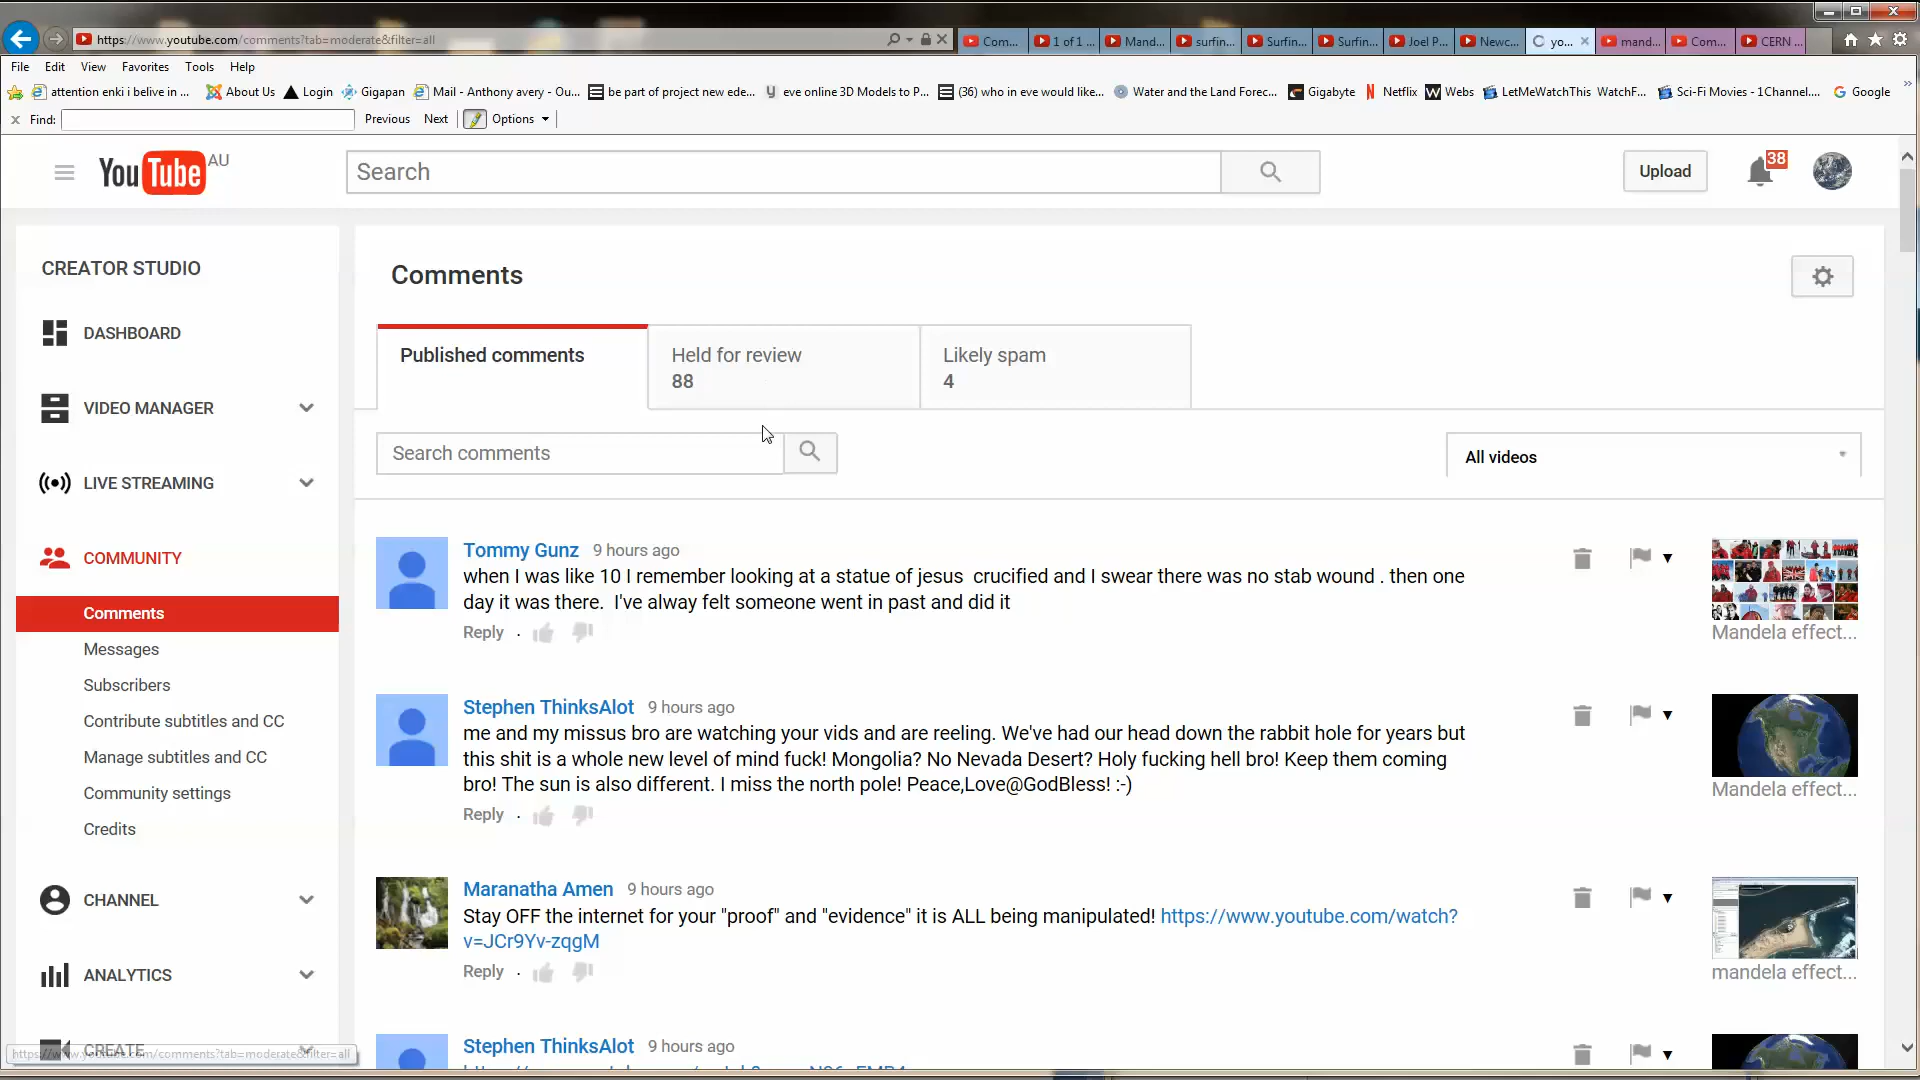 https://www.youtube.com/comments?tab=moderate&filter=all
Com...
1 of 1 ...
Mand...
surfin...
Surfin...
Surfin...
Joel P...
Newc...
yo...
mand...
Com...
CERN ...
File Edit View Favorites Tools Help
attention enki i belive in ...
About Us
Login
Gigapan
Mail - Anthony avery - Ou...
be part of project new ede...
eve online 3D Models to P...
(36) who in eve would like...
Water and the Land Forec...
Gigabyte
Netflix
Webs
LetMeWatchThis WatchF...
Sci-Fi Movies - 1Channel....
Google
Find:
Previous
Next
Options
YouTube AU
Search
Upload
38
CREATOR STUDIO
DASHBOARD
VIDEO MANAGER
LIVE STREAMING
COMMUNITY
Comments
Messages
Subscribers
Contribute subtitles and CC
Manage subtitles and CC
Community settings
Credits
CHANNEL
ANALYTICS
CREATE
https://www.youtube.com/comments?tab=moderate&filter=all
Comments
Published comments
Held for review
88
Likely spam
4
Search comments
All videos
Tommy Gunz 9 hours ago
when I was like 10 I remember looking at a statue of jesus crucified and I swear there was no stab wound . then one
day it was there. I've alway felt someone went in past and did it
Reply .
Mandela effect...
Stephen ThinksAlot 9 hours ago
me and my missus bro are watching your vids and are reeling. We've had our head down the rabbit hole for years but
this shit is a whole new level of mind fuck! Mongolia? No Nevada Desert? Holy fucking hell bro! Keep them coming
bro! The sun is also different. I miss the north pole! Peace,Love@GodBless! :-)
Reply .
Mandela effect...
Maranatha Amen 9 hours ago
Stay OFF the internet for your "proof" and "evidence" it is ALL being manipulated! https://www.youtube.com/watch?
v=JCr9Yv-zqgM
Reply .
mandela effect...
Stephen ThinksAlot 9 hours ago